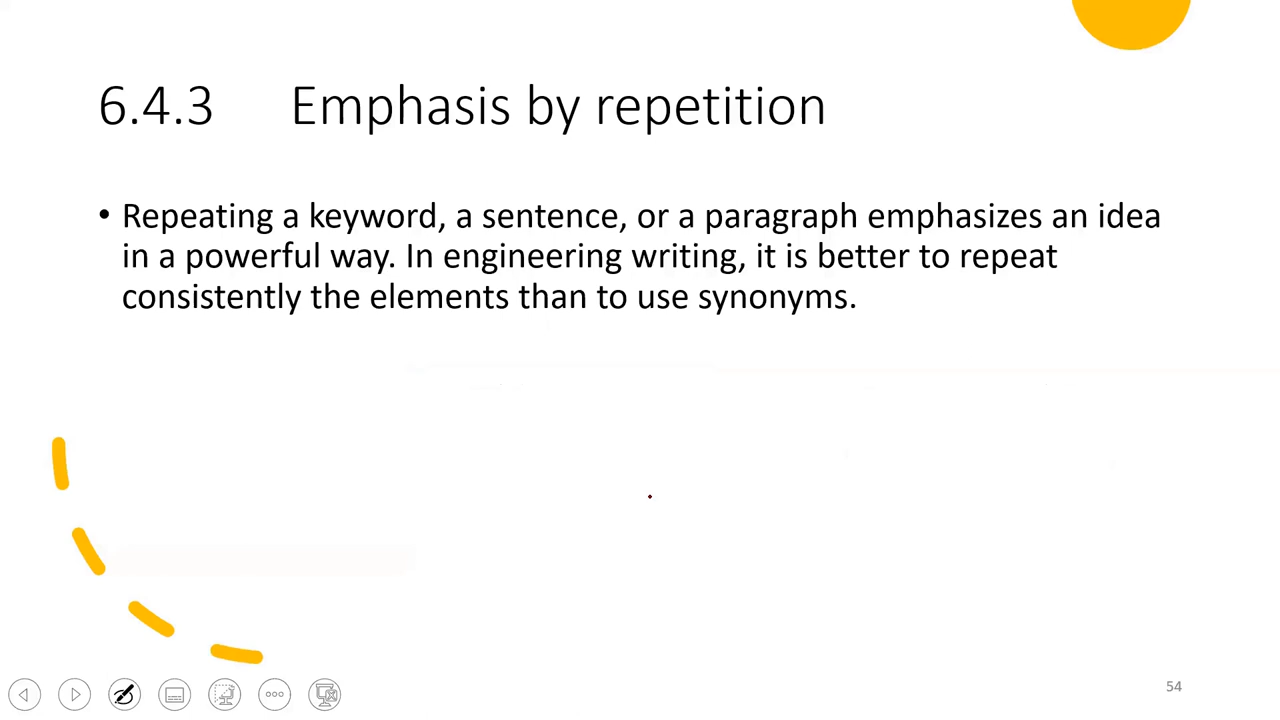 6.4.3 Emphasis by repetition
• Repeating a keyword, a sentence, or a paragraph emphasizes an idea
in a powerful way. In engineering writing, it is better to repeat
consistently the elements than to use synonyms.
54